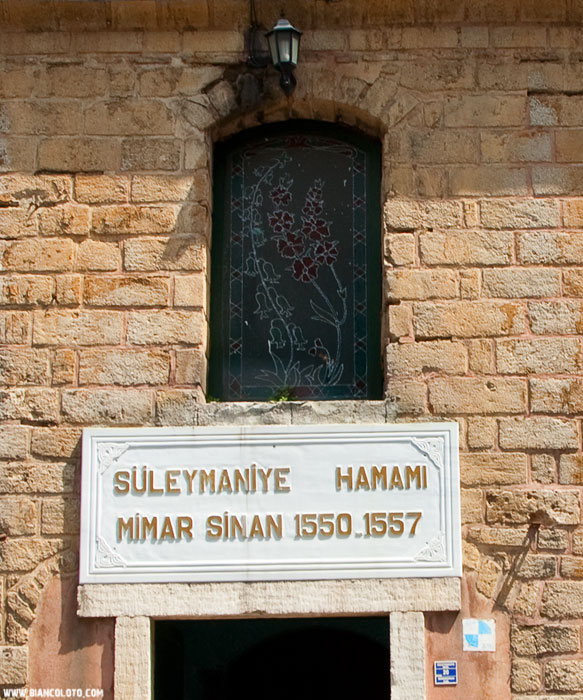 SÜLEYMANİYE HAMAMI
MİMAR SİNAN 1550..1557
WWW.BIANCOLOTO.COM